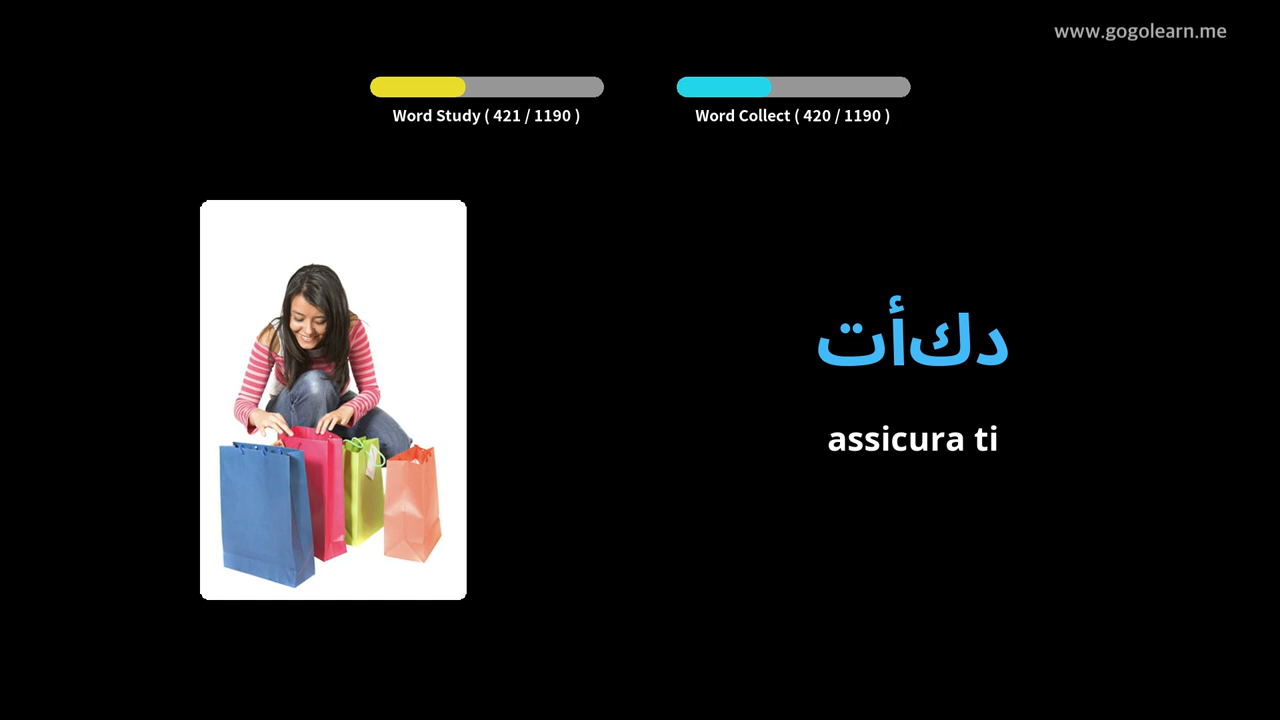 www.gogolearn.me
Word Study ( 421 / 1190 )
Word Collect ( 420 / 1190 )
دكأت
assicura ti